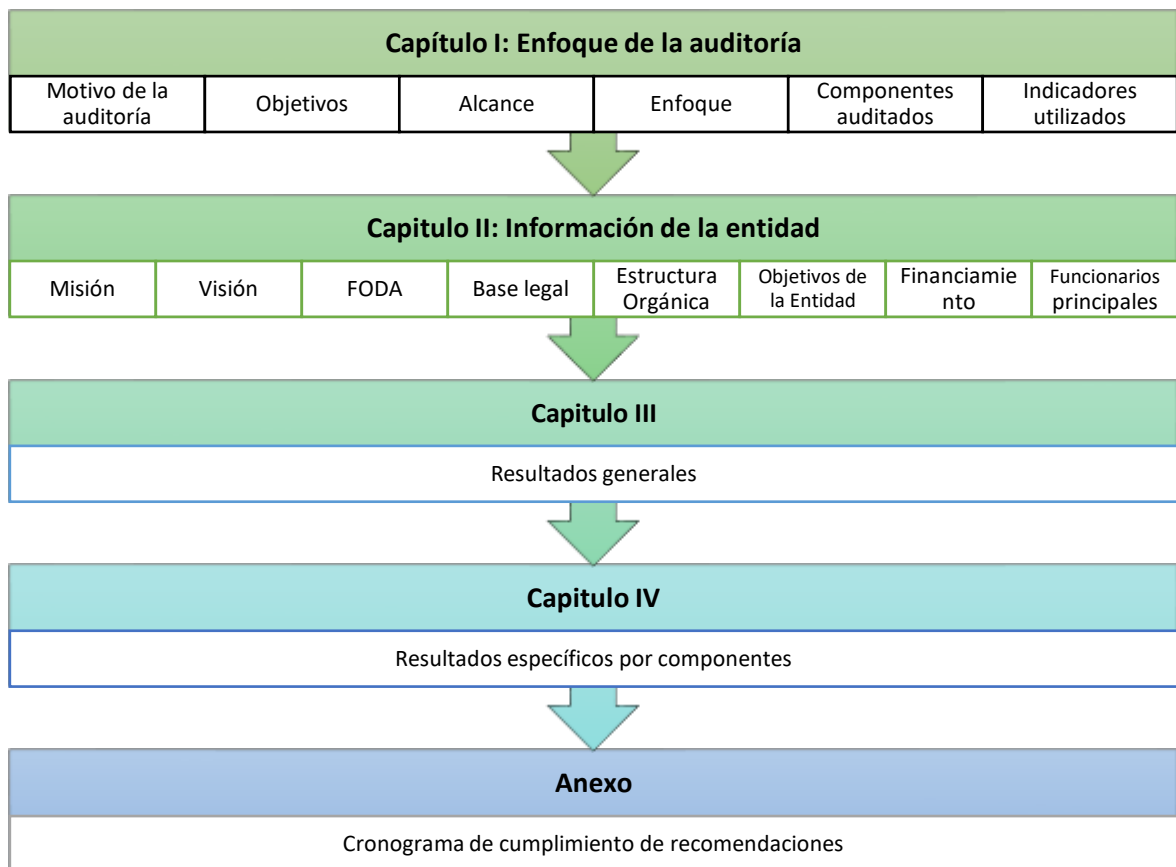 Capítulo I: Enfoque de la auditoría
Motivo de la
auditoría
Objetivos
Alcance
Enfoque
Componentes
auditados
Indicadores
utilizados
Capitulo II: Información de la entidad
Misión
Visión
FODA
Base legal
Estructura
Orgánica
Objetivos de
la Entidad
Financiamie
nto
Funcionarios
principales
Capitulo III
Resultados generales
Capitulo IV
Resultados específicos por componentes
Anexo
Cronograma de cumplimiento de recomendaciones